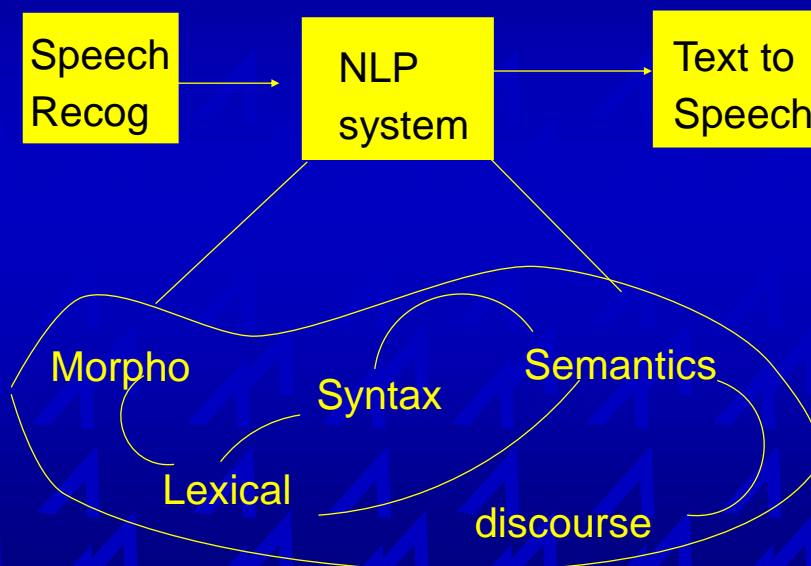 Speech
Recog
NLP
system
Text to
Speech
Morpho
Syntax
Semantics
Lexical
discourse